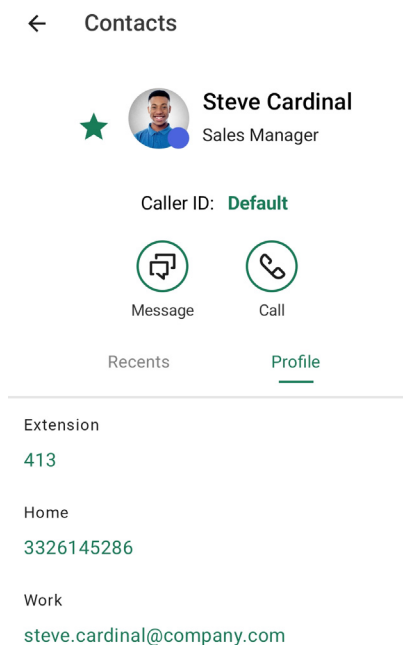 Contacts
Steve Cardinal
Sales Manager
Caller ID: Default
Message Call
Recents Profile
Extension
413
Home
3326145286
Work
steve.cardinal@company.com